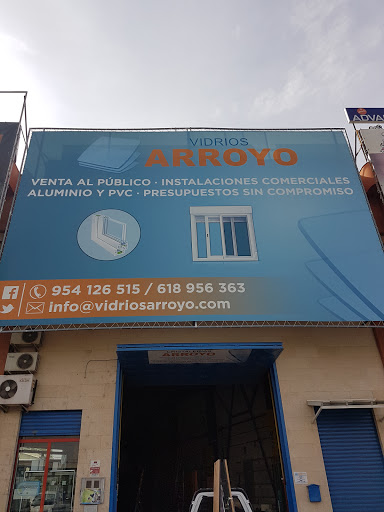 VIDRIOS
ARROYO
VENTA AL PÚBLICO · INSTALACIONES COMERCIALES
ALUMINIO Y PVC · PRESUPUESTOS SIN COMPROMISO
954 126 515 / 618 956 363
info@vidriosarroyo.com
ADVA
ARROYO